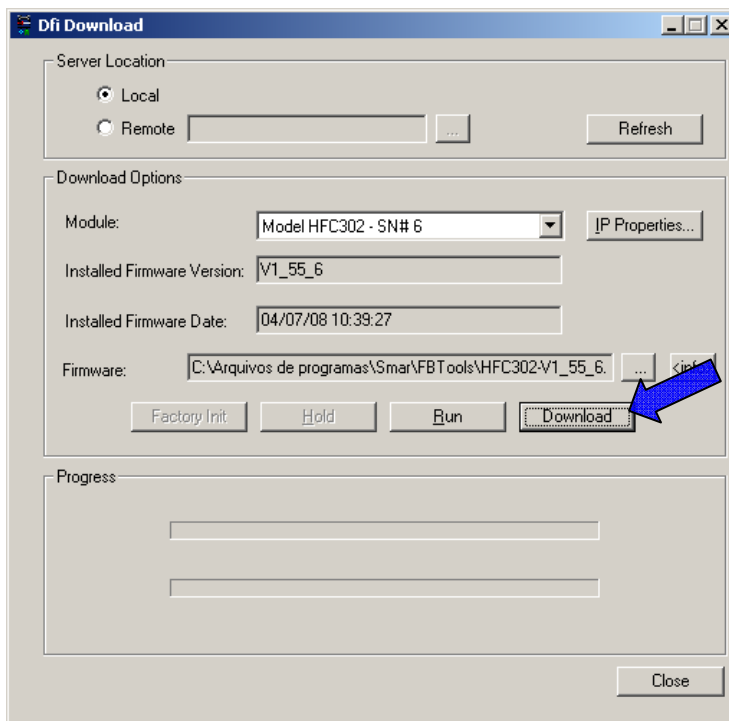 Dfi Download
Server Location
Local
Remote ... Refresh
Download Options
Module: Model HFC302 - SN# 6 IP Properties...
Installed Firmware Version: V1_55_6
Installed Firmware Date: 04/07/08 10:39:27
Firmware: C:\Arquivos de programas\Smar\FBTools\HFC302-V1_55_6. ...
Factory Init Hold Run Download
Progress
Close